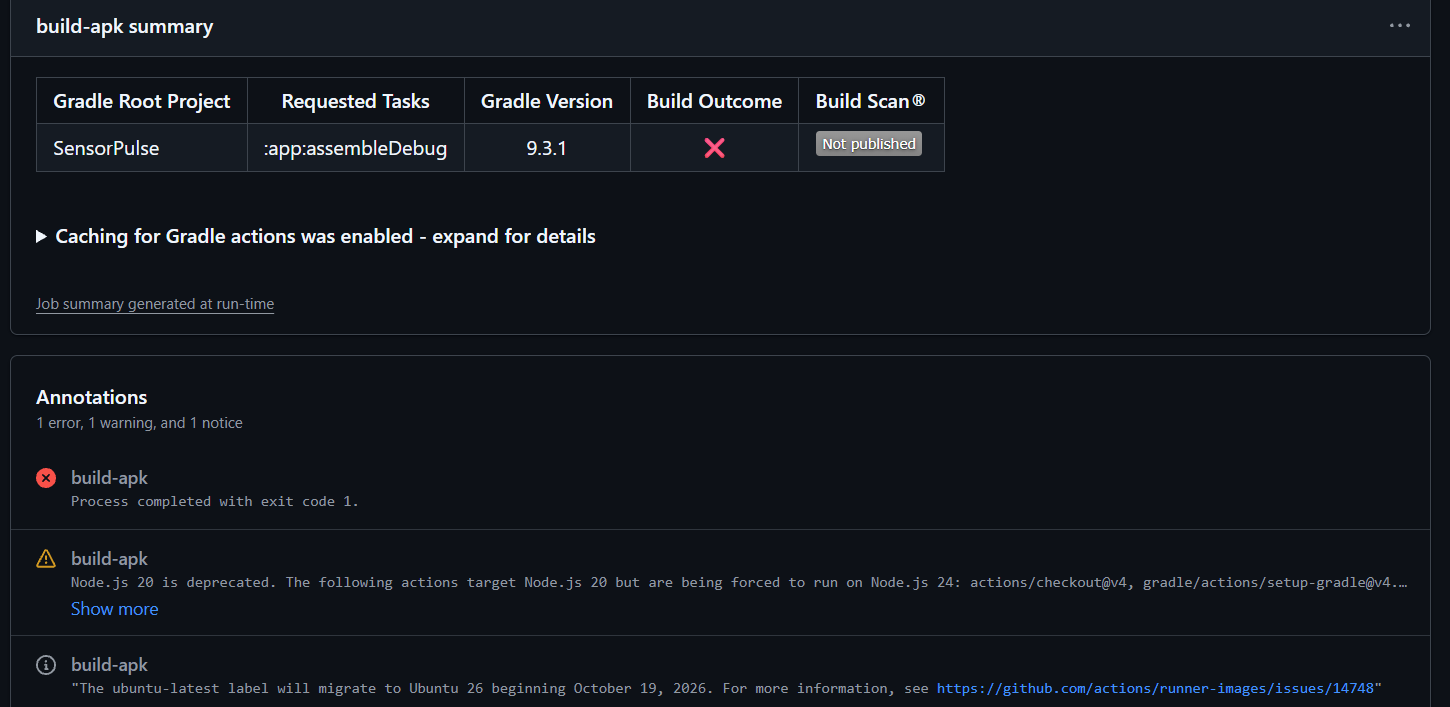 build-apk summary
Gradle Root Project Requested Tasks Gradle Version Build Outcome Build Scan®
SensorPulse :app:assembleDebug 9.3.1 ❌ Not published
Caching for Gradle actions was enabled - expand for details
Job summary generated at run-time
Annotations
1 error, 1 warning, and 1 notice
build-apk
Process completed with exit code 1.
build-apk
Node.js 20 is deprecated. The following actions target Node.js 20 but are being forced to run on Node.js 24: actions/checkout@v4, gradle/actions/setup-gradle@v4.…
Show more
build-apk
"The ubuntu-latest label will migrate to Ubuntu 26 beginning October 19, 2026. For more information, see https://github.com/actions/runner-images/issues/14748"